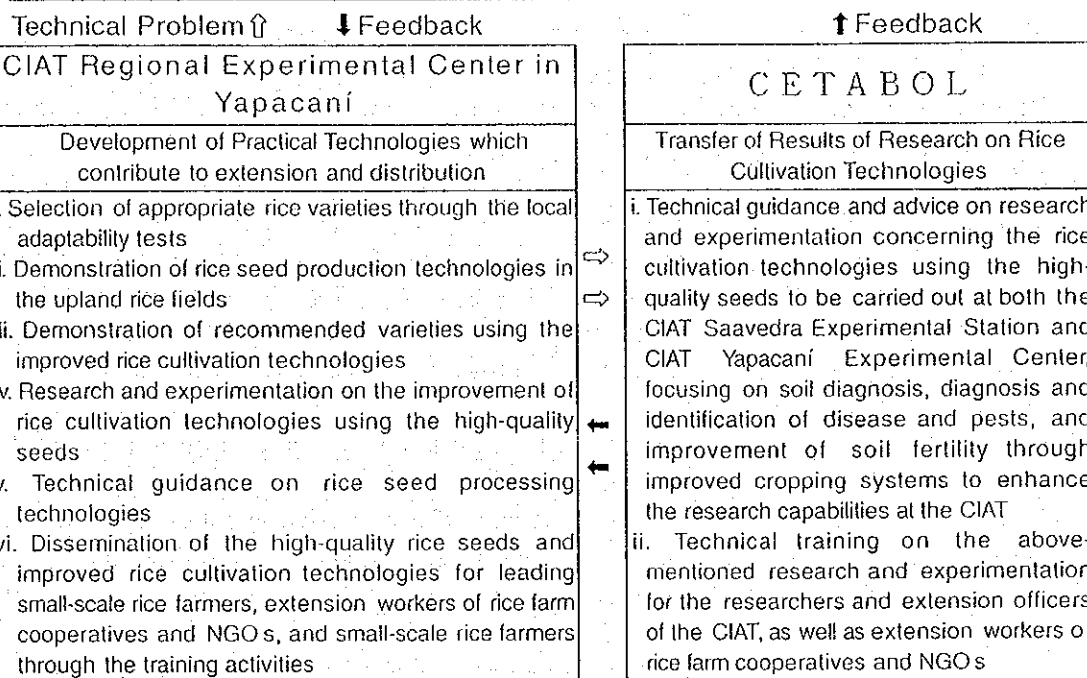 Technical Problem⇧ ⬇Feedback
CIAT Regional Experimental Center in
Yapacaní
Development of Practical Technologies which
contribute to extension and distribution
. Selection of appropriate rice varieties through the local
adaptability tests
i. Demonstration of rice seed production technologies in
the upland rice fields
ii. Demonstration of recommended varieties using the
improved rice cultivation technologies
v. Research and experimentation on the improvement of
rice cultivation technologies using the high-quality
seeds
v. Technical guidance on rice seed processing
technologies
vi. Dissemination of the high-quality rice seeds and
improved rice cultivation technologies for leading
small-scale rice farmers, extension workers of rice farm
cooperatives and NGOs, and small-scale rice farmers
through the training activities
⇨
⇨
⬅
⬅
⬆Feedback
CETABOL
Transfer of Results of Research on Rice
Cultivation Technologies
i. Technical guidance and advice on research
and experimentation concerning the rice
cultivation technologies using the high-
quality seeds to be carried out at both the
CIAT Saavedra Experimental Station and
CIAT Yapacaní Experimental Center,
focusing on soil diagnosis, diagnosis and
identification of disease and pests, and
improvement of soil fertility through
improved cropping systems to enhance
the research capabilities at the CIAT
ii. Technical training on the above-
mentioned research and experimentation
for the researchers and extension officers
of the CIAT, as well as extension workers o
rice farm cooperatives and NGOs